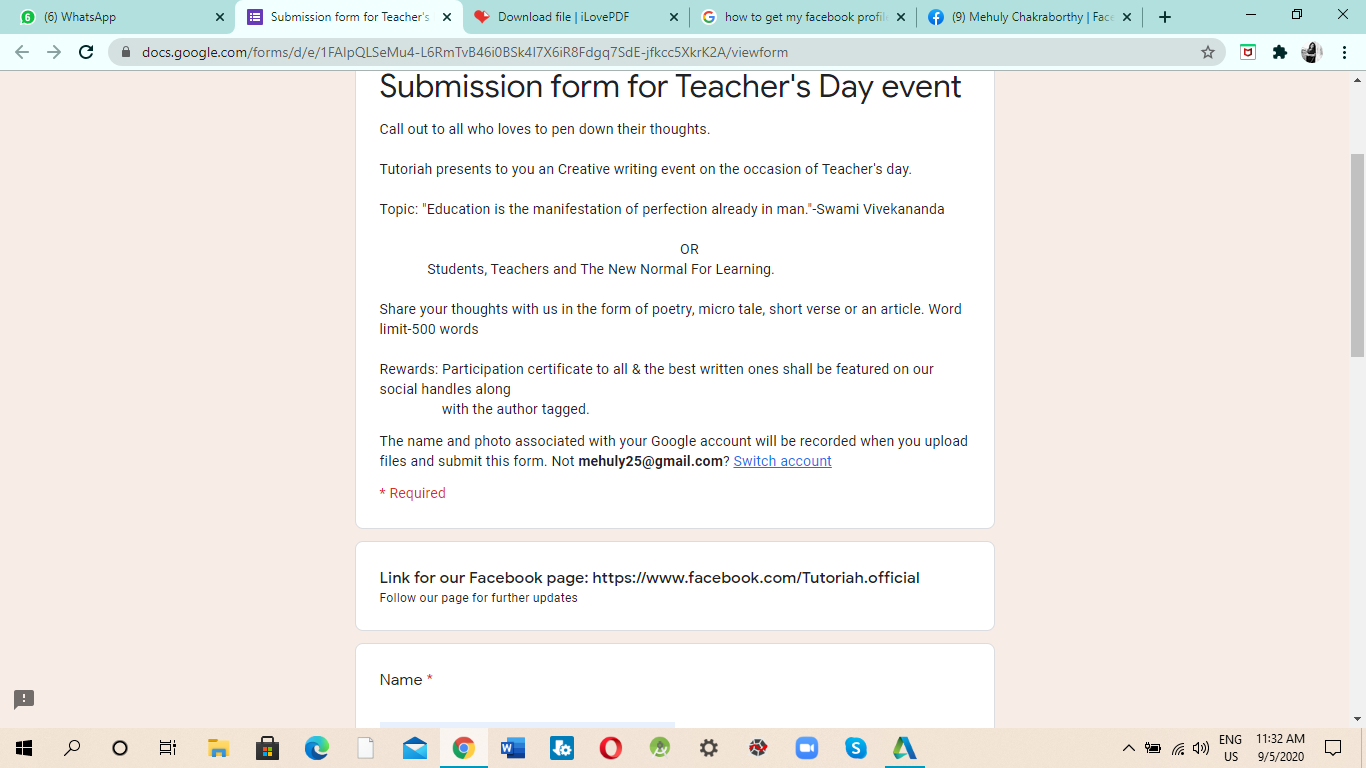 (6) WhatsApp
Submission form for Teacher's
Download file | iLovePDF
how to get my facebook profil
(9) Mehuly Chakraborthy | Fac
docs.google.com/forms/d/e/1FAIpQLSeMu4-L6RmTvB46i0BSk4I7X6iR8Fdgq7SdE-jfkcc5XkrK2A/viewform
Submission form for Teacher's Day event
Call out to all who loves to pen down their thoughts.
Tutoriah presents to you an Creative writing event on the occasion of Teacher's day.
Topic: "Education is the manifestation of perfection already in man."-Swami Vivekananda
OR
Students, Teachers and The New Normal For Learning.
Share your thoughts with us in the form of poetry, micro tale, short verse or an article. Word
limit-500 words
Rewards: Participation certificate to all & the best written ones shall be featured on our
social handles along
with the author tagged.
The name and photo associated with your Google account will be recorded when you upload
files and submit this form. Not mehuly25@gmail.com? Switch account
* Required
Link for our Facebook page: https://www.facebook.com/Tutoriah.official
Follow our page for further updates
Name *
ENG
US
11:32 AM
9/5/2020